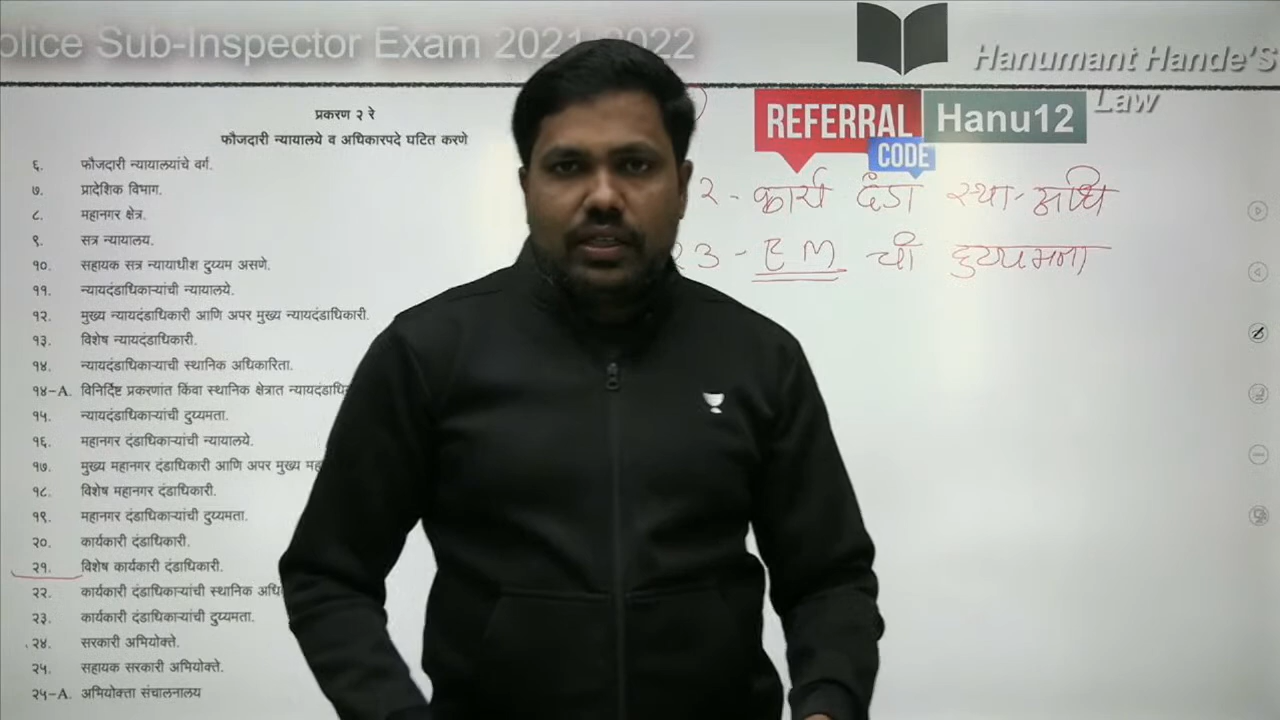 olice Sub-Inspector Exam 2021-2022
Hanumant Hande'S
Law
REFERRAL
CODE
Hanu12
प्रकरण २ रे
फौजदारी न्यायालये व अधिकारपदे घटित करणे
६. फौजदारी न्यायालयांचे वर्ग.
७. प्रादेशिक विभाग.
८. महानगर क्षेत्र.
९. सत्र न्यायालय.
१०. सहायक सत्र न्यायाधीश दुय्यम असणे.
११. न्यायदंडाधिकाऱ्यांची न्यायालये.
१२. मुख्य न्यायदंडाधिकारी आणि अपर मुख्य न्यायदंडाधिकारी.
१३. विशेष न्यायदंडाधिकारी.
१४. न्यायदंडाधिकाऱ्याची स्थानिक अधिकारिता.
१४-A. विनिर्दिष्ट प्रकरणांत किंवा स्थानिक क्षेत्रात न्यायदंडाधि
१५. न्यायदंडाधिकाऱ्यांची दुय्यमता.
१६. महानगर दंडाधिकाऱ्यांची न्यायालये.
१७. मुख्य महानगर दंडाधिकारी आणि अपर मुख्य मह
१८. विशेष महानगर दंडाधिकारी.
१९. महानगर दंडाधिकाऱ्यांची दुय्यमता.
२०. कार्यकारी दंडाधिकारी.
२१. विशेष कार्यकारी दंडाधिकारी.
२२. कार्यकारी दंडाधिकाऱ्यांची स्थानिक अधि
२३. कार्यकारी दंडाधिकाऱ्यांची दुय्यमता.
२४. सरकारी अभियोक्ते.
२५. सहायक सरकारी अभियोक्ते.
२५-A. अभियोक्ता संचालनालय
२ - कार्य दंडा स्था - अधि
२३ - EM ची दुय्यमता